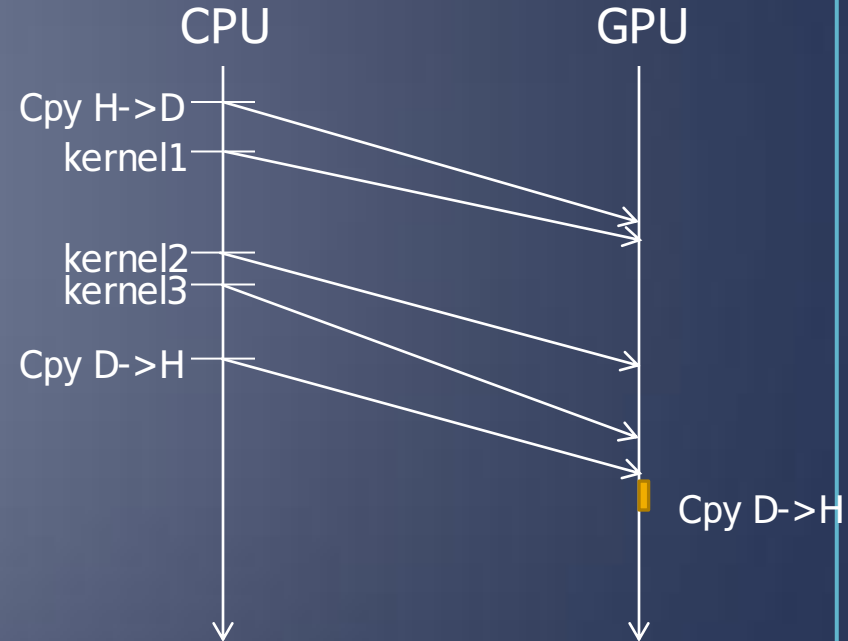 CPU
GPU
Cpy H->D
kernel1
kernel2
kernel3
Cpy D->H
Cpy D->H